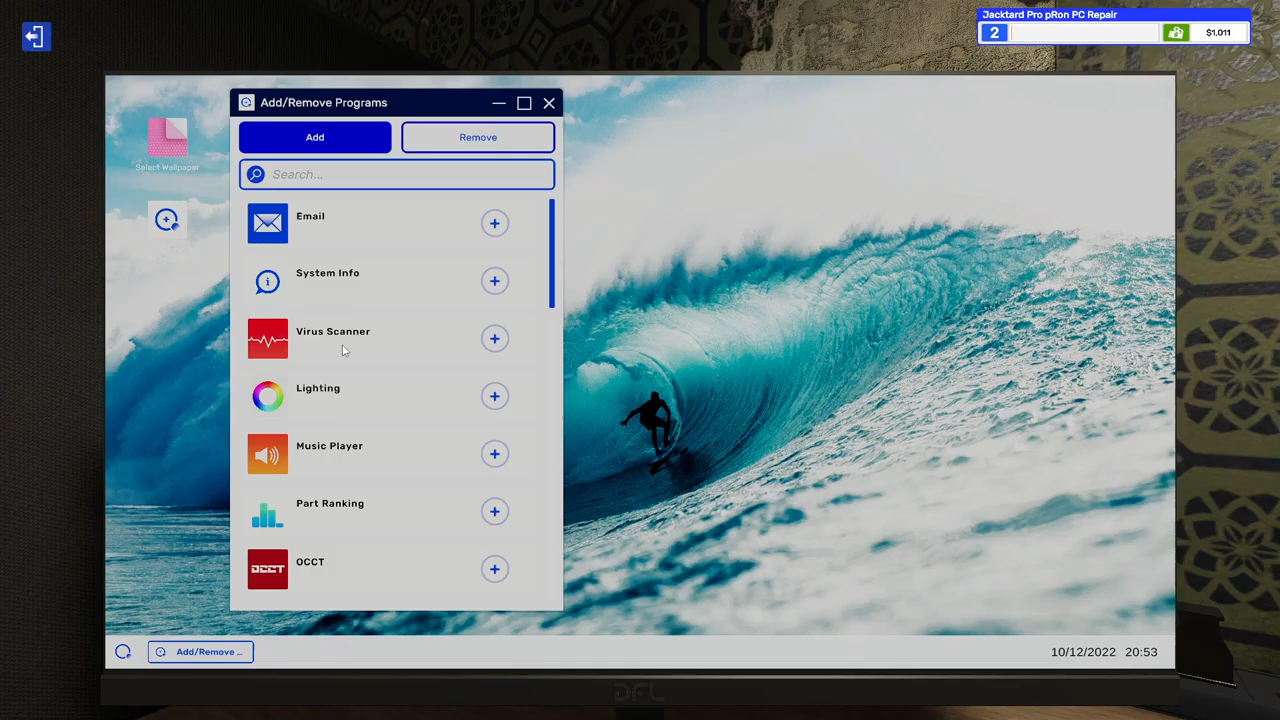 Jacktard Pro pRon PC Repair
2
$1,011
Add/Remove Programs
Add
Remove
Search...
Select Wallpaper
Email
System Info
Virus Scanner
Lighting
Music Player
Part Ranking
OCCT
OCCT
Add/Remove ...
10/12/2022 20:53
DFL